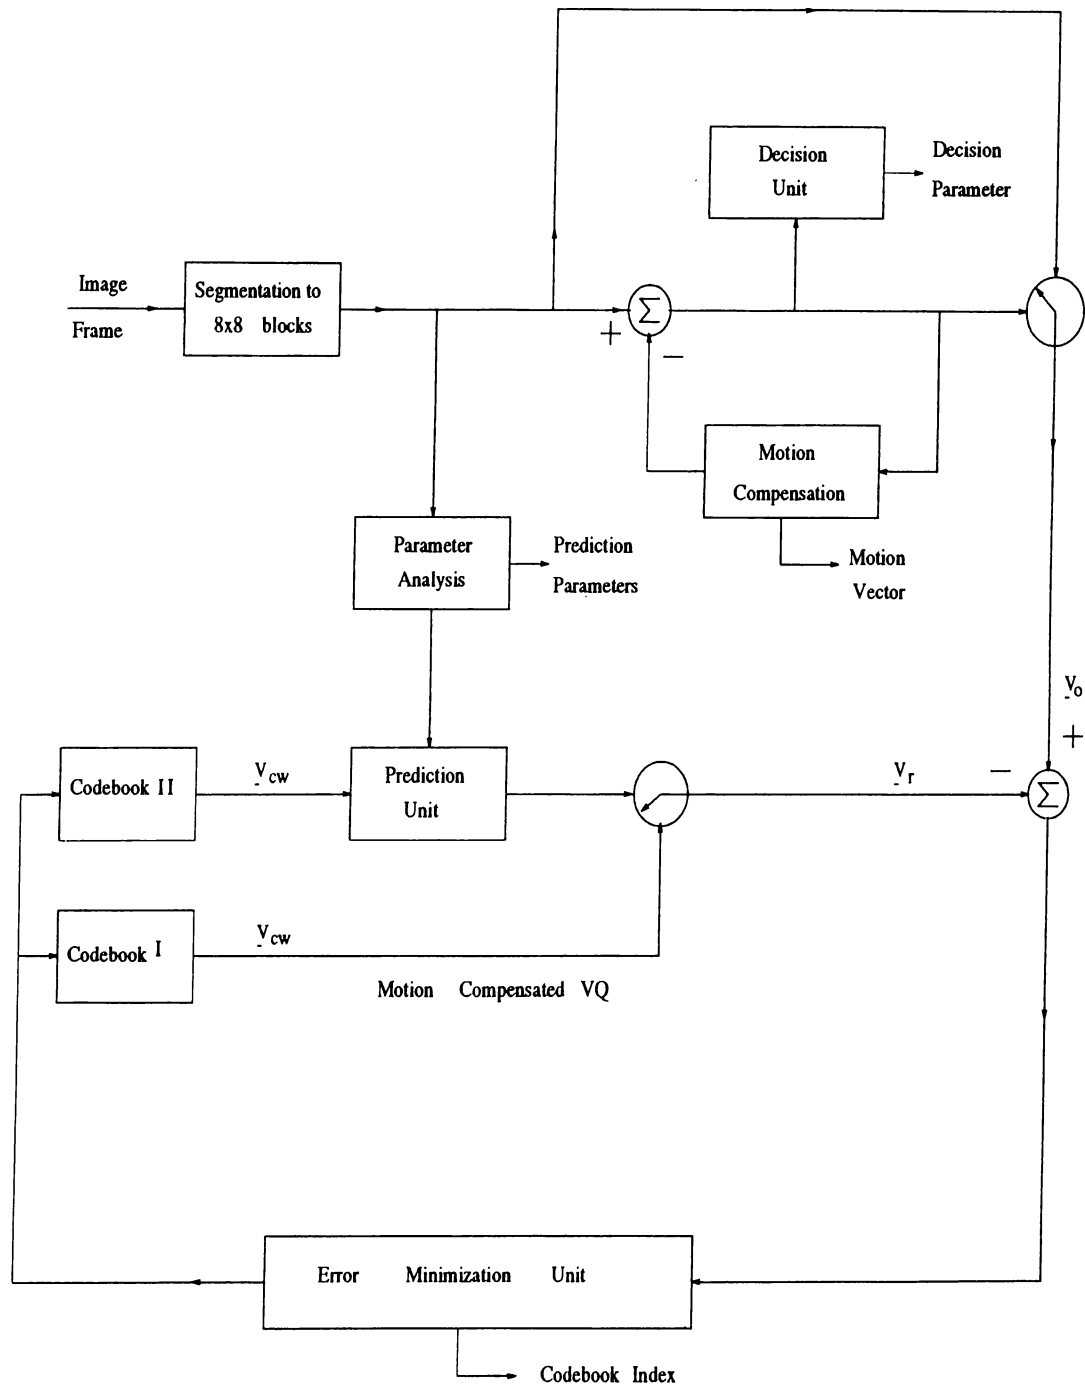 Decision
Unit
Decision
Parameter
Image
Frame
Segmentation to
8x8 blocks
Σ
+
−
Motion
Compensation
Motion
Vector
Parameter
Analysis
Prediction
Parameters
V_o
+
Codebook II
V_cw
Prediction
Unit
V_r
−
Σ
Codebook I
V_cw
Motion Compensated VQ
Error Minimization Unit
Codebook Index